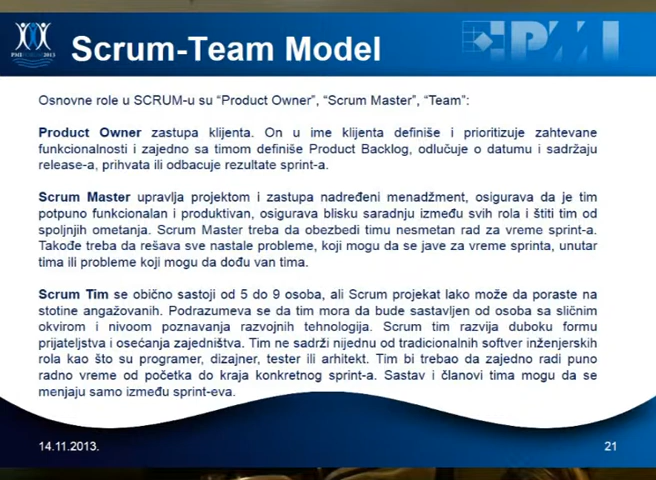 Scrum-Team Model
PMI
Osnovne role u SCRUM-u su “Product Owner”, “Scrum Master”, “Team”:
Product Owner zastupa klijenta. On u ime klijenta definiše i prioritizuje zahtevane
funkcionalnosti i zajedno sa timom definiše Product Backlog, odlučuje o datumu i sadržaju
release-a, prihvata ili odbacuje rezultate sprint-a.
Scrum Master upravlja projektom i zastupa nadređeni menadžment, osigurava da je tim
potpuno funkcionalan i produktivan, osigurava blisku saradnju između svih rola i štiti tim od
spoljnjih ometanja. Scrum Master treba da obezbedi timu nesmetan rad za vreme sprint-a.
Takođe treba da rešava sve nastale probleme, koji mogu da se jave za vreme sprinta, unutar
tima ili probleme koji mogu da dođu van tima.
Scrum Tim se obično sastoji od 5 do 9 osoba, ali Scrum projekat lako može da poraste na
stotine angažovanih. Podrazumeva se da tim mora da bude sastavljen od osoba sa sličnim
okvirom i nivoom poznavanja razvojnih tehnologija. Scrum tim razvija duboku formu
prijateljstva i osećanja zajedništva. Tim ne sadrži nijednu od tradicionalnih softver inženjerskih
rola kao što su programer, dizajner, tester ili arhitekt. Tim bi trebao da zajedno radi puno
radno vreme od početka do kraja konkretnog sprint-a. Sastav i članovi tima mogu da se
menjaju samo između sprint-eva.
14.11.2013.
21